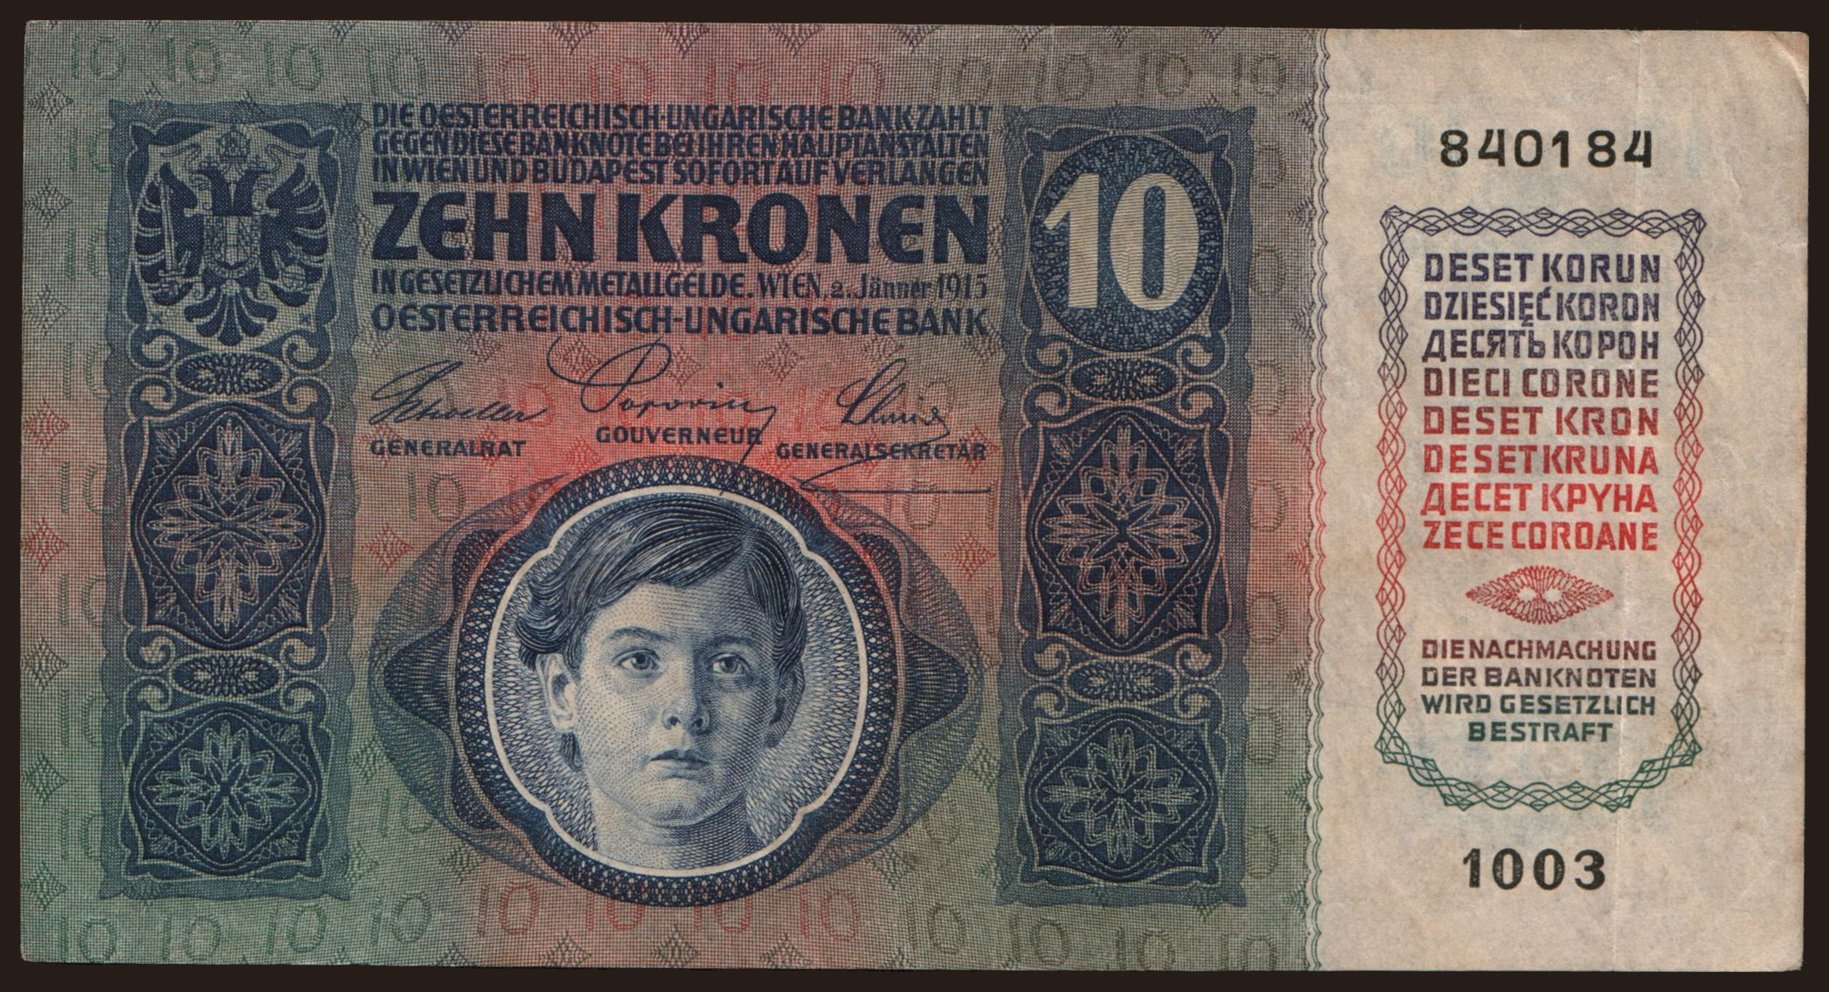 DIE OESTERREICHISCH-UNGARISCHE BANK ZAHLT
GEGEN DIESE BANKNOTE BEI IHREN HAUPTANSTALTEN
IN WIEN UND BUDAPEST SOFORT AUF VERLANGEN
ZEHN KRONEN
IN GESETZLICHEM METALLGELDE. WIEN, 2. Jänner 1915
OESTERREICHISCH-UNGARISCHE BANK
GENERALRAT
GOUVERNEUR
GENERALSEKRETÄR
10
840184
DESET KORUN
DZIESIĘĆ KORON
ДЕСЯТЬ КОРОН
DIECI CORONE
DESET KRON
DESET KRUNA
ДЕСЕТ КРУНА
ZECE COROANE
DIE NACHMACHUNG
DER BANKNOTEN
WIRD GESETZLICH
BESTRAFT
1003